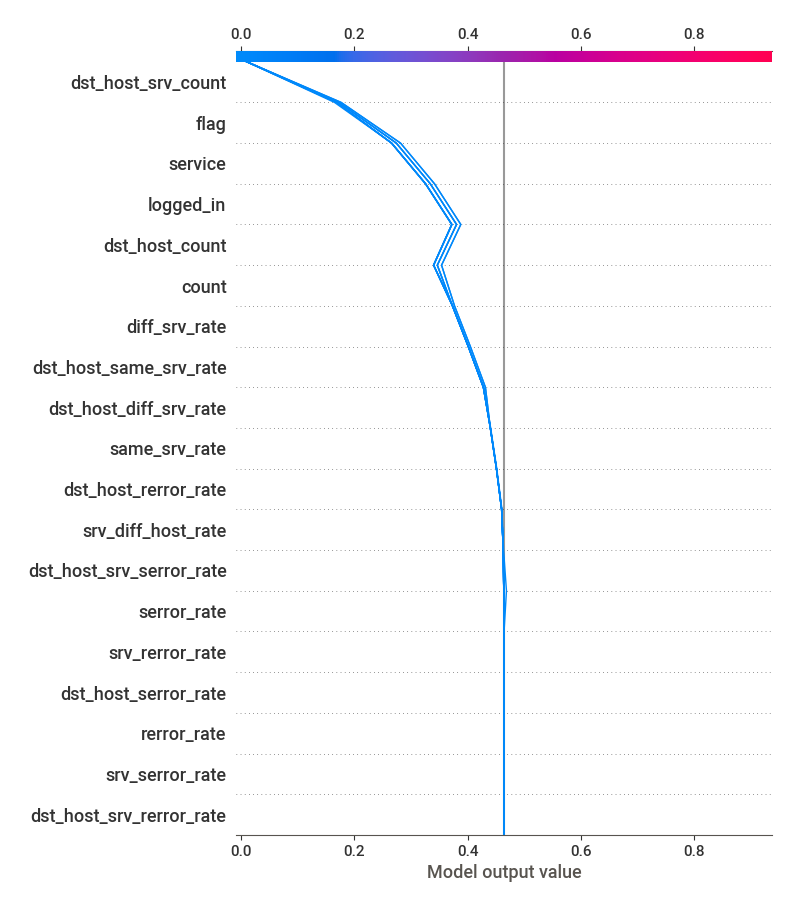 0.0 0.2 0.4 0.6 0.8
dst_host_srv_count
flag
service
logged_in
dst_host_count
count
diff_srv_rate
dst_host_same_srv_rate
dst_host_diff_srv_rate
same_srv_rate
dst_host_rerror_rate
srv_diff_host_rate
dst_host_srv_serror_rate
serror_rate
srv_rerror_rate
dst_host_serror_rate
rerror_rate
srv_serror_rate
dst_host_srv_rerror_rate
0.0 0.2 0.4 0.6 0.8
Model output value